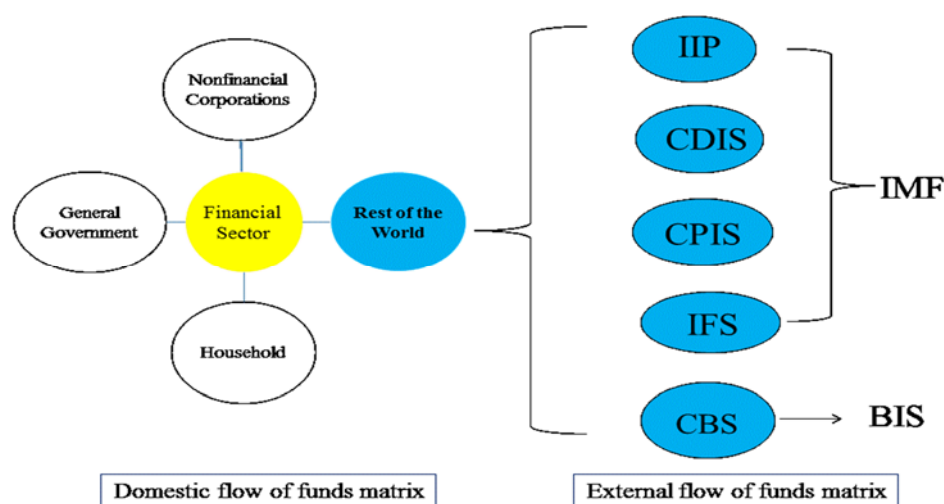 Nonfinancial
Corporations
General
Government
Financial
Sector
Rest of the
World
Household
IIP
CDIS
CPIS
IFS
CBS
IMF
BIS
Domestic flow of funds matrix
External flow of funds matrix